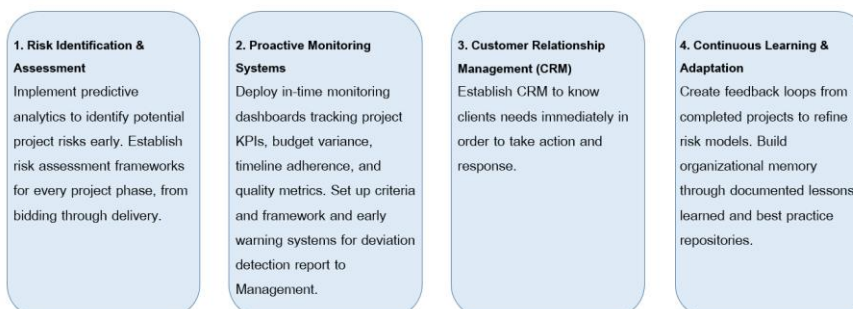 1. Risk Identification &
Assessment
Implement predictive
analytics to identify potential
project risks early. Establish
risk assessment frameworks
for every project phase, from
bidding through delivery.
2. Proactive Monitoring
Systems
Deploy in-time monitoring
dashboards tracking project
KPIs, budget variance,
timeline adherence, and
quality metrics. Set up criteria
and framework and early
warning systems for deviation
detection report to
Management.
3. Customer Relationship
Management (CRM)
Establish CRM to know
clients needs immediately in
order to take action and
response.
4. Continuous Learning &
Adaptation
Create feedback loops from
completed projects to refine
risk models. Build
organizational memory
through documented lessons
learned and best practice
repositories.